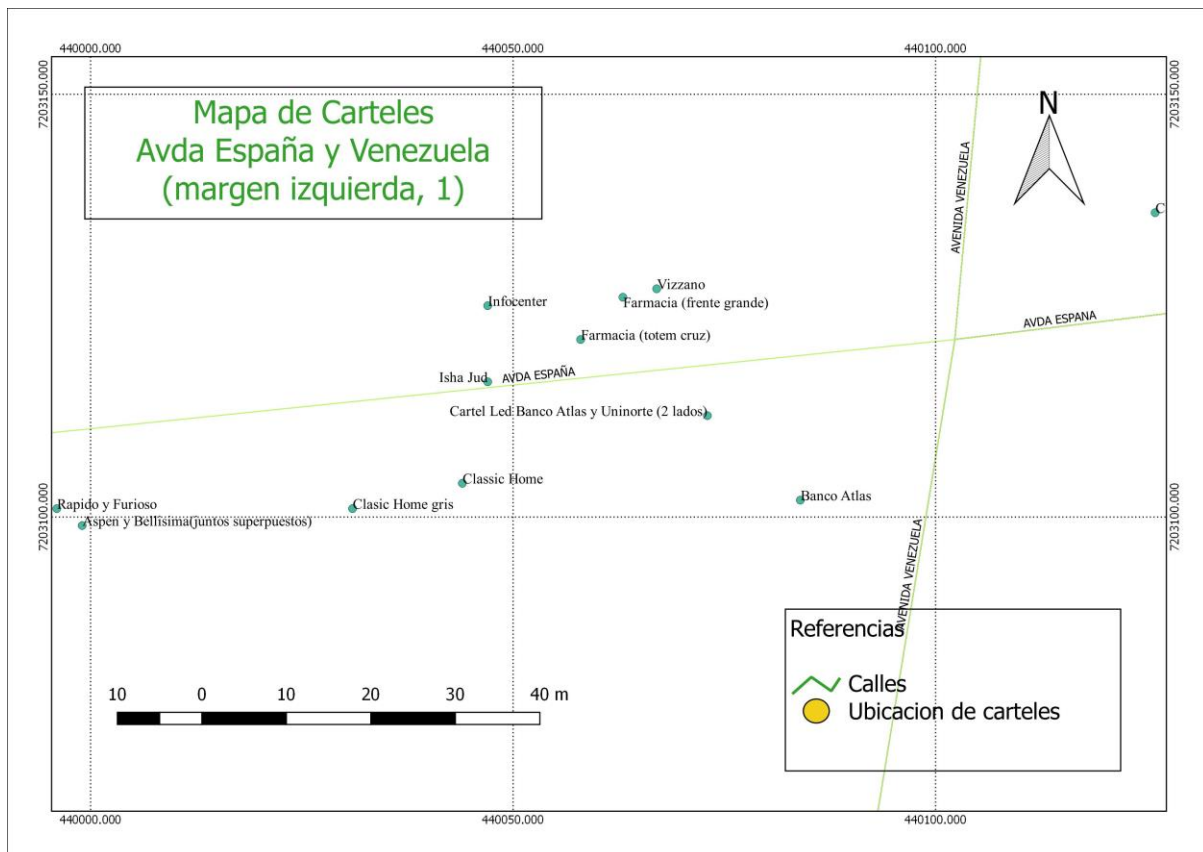 440000.000
440050.000
440100.000
7203150.000
7203150.000
Mapa de Carteles
Avda España y Venezuela
(margen izquierda, 1)
N
AVENIDA VENEZUELA
C
Vizzano
Infocenter
Farmacia (frente grande)
AVDA ESPANA
Farmacia (totem cruz)
Isha Jud
AVDA ESPAÑA
Cartel Led Banco Atlas y Uninorte (2 lados)
Classic Home
Banco Atlas
Rapido y Furioso
Clasic Home gris
Aspen y Bellisima(juntos superpuestos)
7203100.000
7203100.000
AVENIDA VENEZUELA
Referencias
Calles
Ubicacion de carteles
10 0 10 20 30 40 m
440000.000
440050.000
440100.000